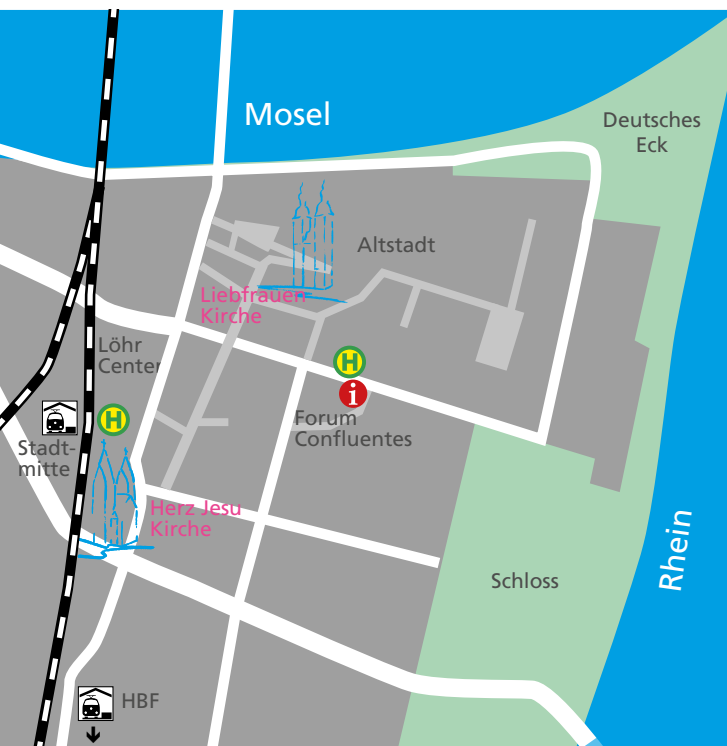 Mosel
Deutsches
Eck
Altstadt
Liebfrauen
Kirche
Löhr
Center
H
i
Forum
Confluentes
H
Stadt-
mitte
Herz Jesu
Kirche
Rhein
Schloss
HBF